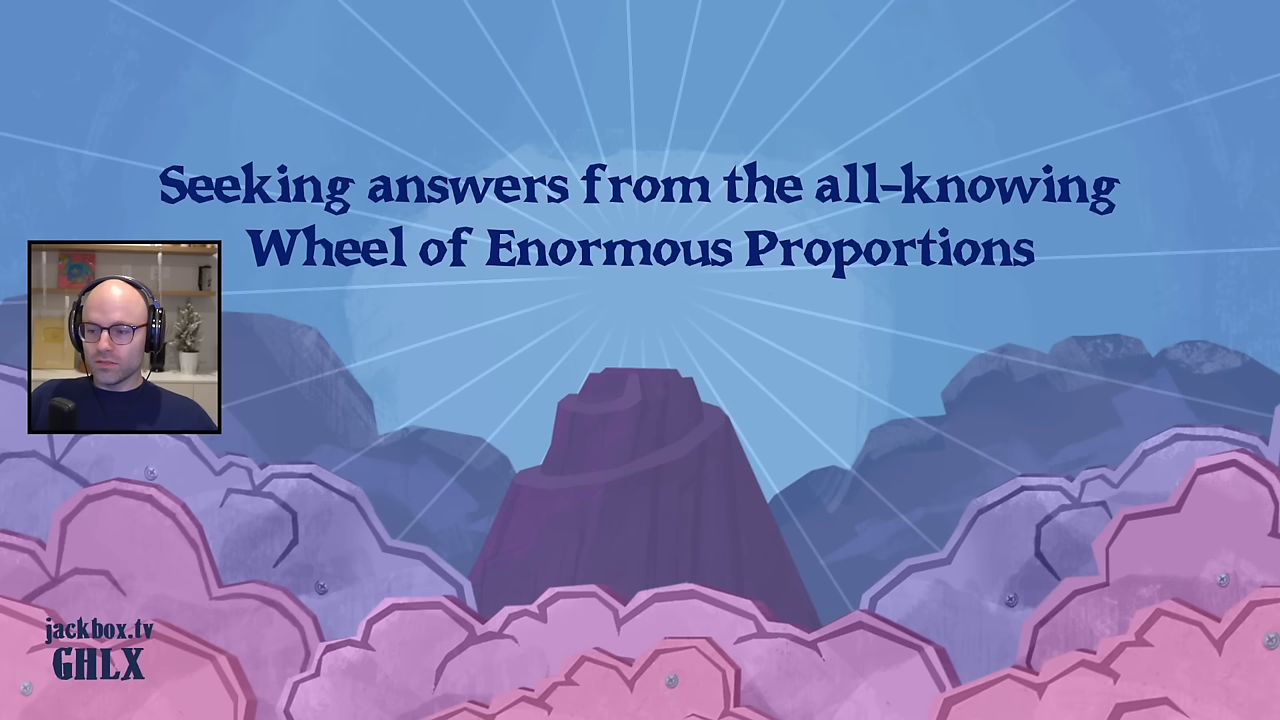 Seeking answers from the all-knowing
Wheel of Enormous Proportions
jackbox.tv
GHLX